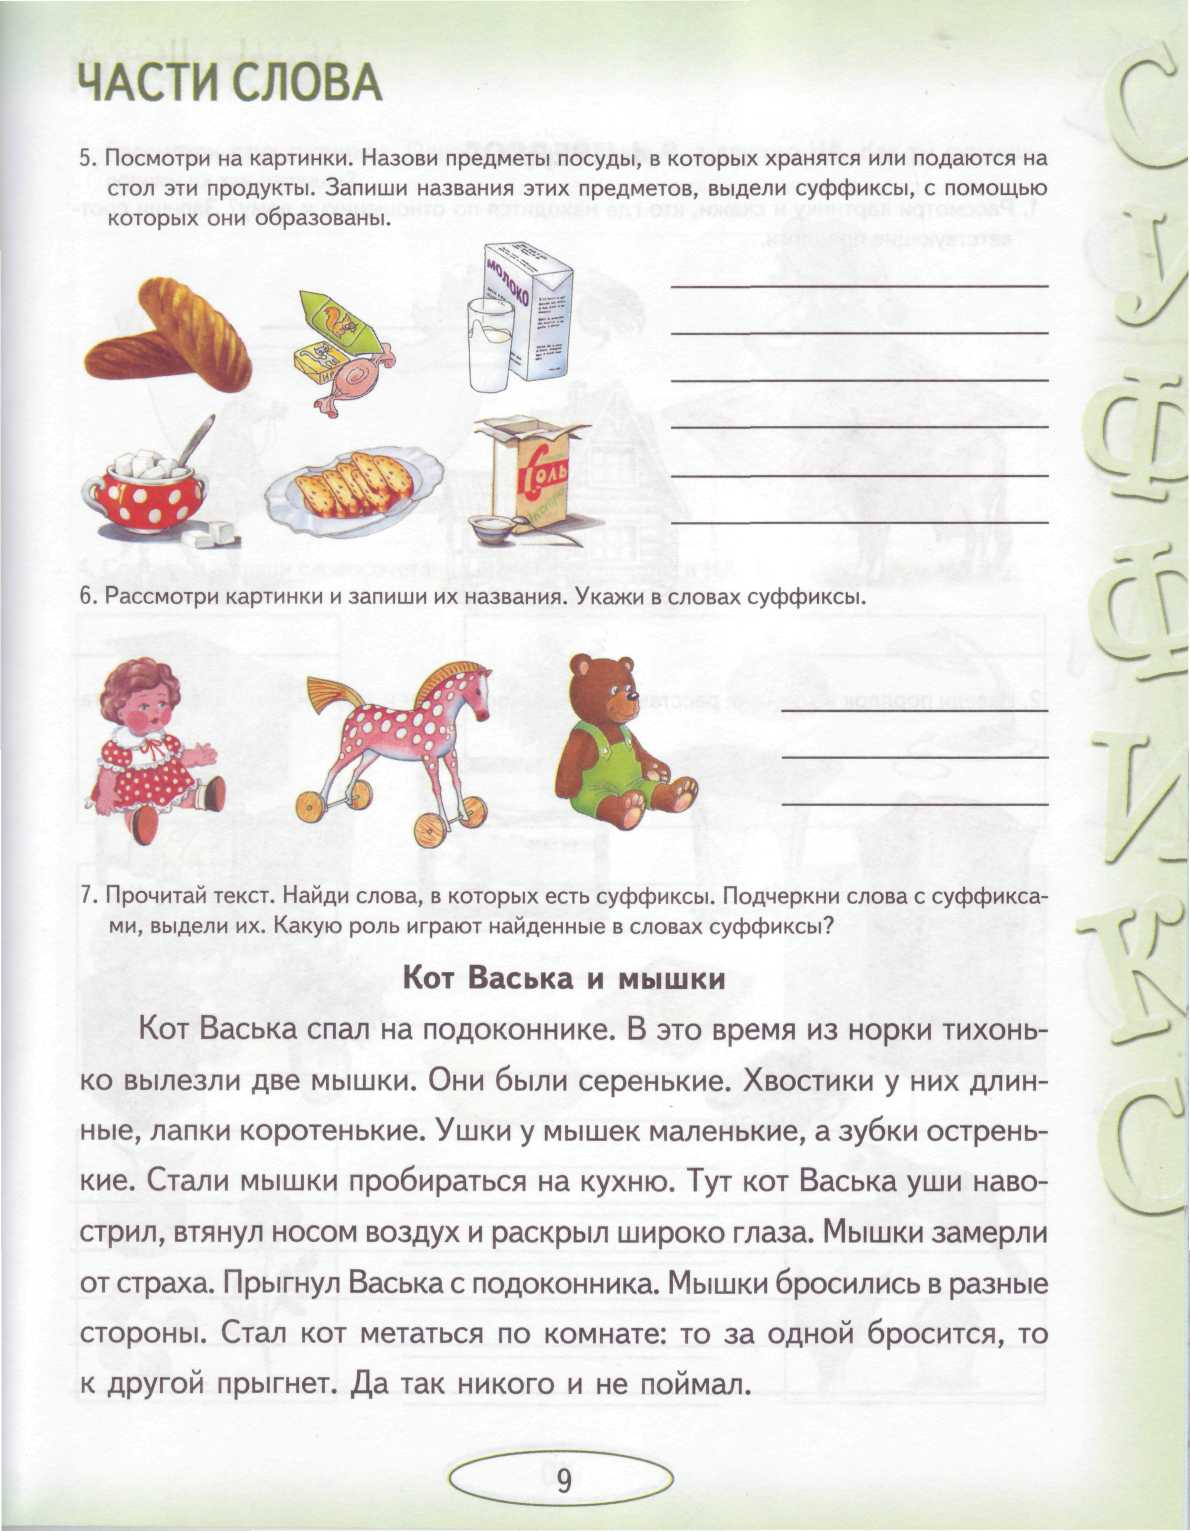 ЧАСТИ СЛОВА
5. Посмотри на картинки. Назови предметы посуды, в которых хранятся или подаются на
стол эти продукты. Запиши названия этих предметов, выдели суффиксы, с помощью
которых они образованы.
МОЛОКО
Соль
6. Рассмотри картинки и запиши их названия. Укажи в словах суффиксы.
7. Прочитай текст. Найди слова, в которых есть суффиксы. Подчеркни слова с суффикса-
ми, выдели их. Какую роль играют найденные в словах суффиксы?
Кот Васька и мышки
Кот Васька спал на подоконнике. В это время из норки тихонь-
ко вылезли две мышки. Они были серенькие. Хвостики у них длин-
ные, лапки коротенькие. Ушки у мышек маленькие, а зубки острень-
кие. Стали мышки пробираться на кухню. Тут кот Васька уши наво-
стрил, втянул носом воздух и раскрыл широко глаза. Мышки замерли
от страха. Прыгнул Васька с подоконника. Мышки бросились в разные
стороны. Стал кот метаться по комнате: то за одной бросится, то
к другой прыгнет. Да так никого и не поймал.
9
СУФФИКС